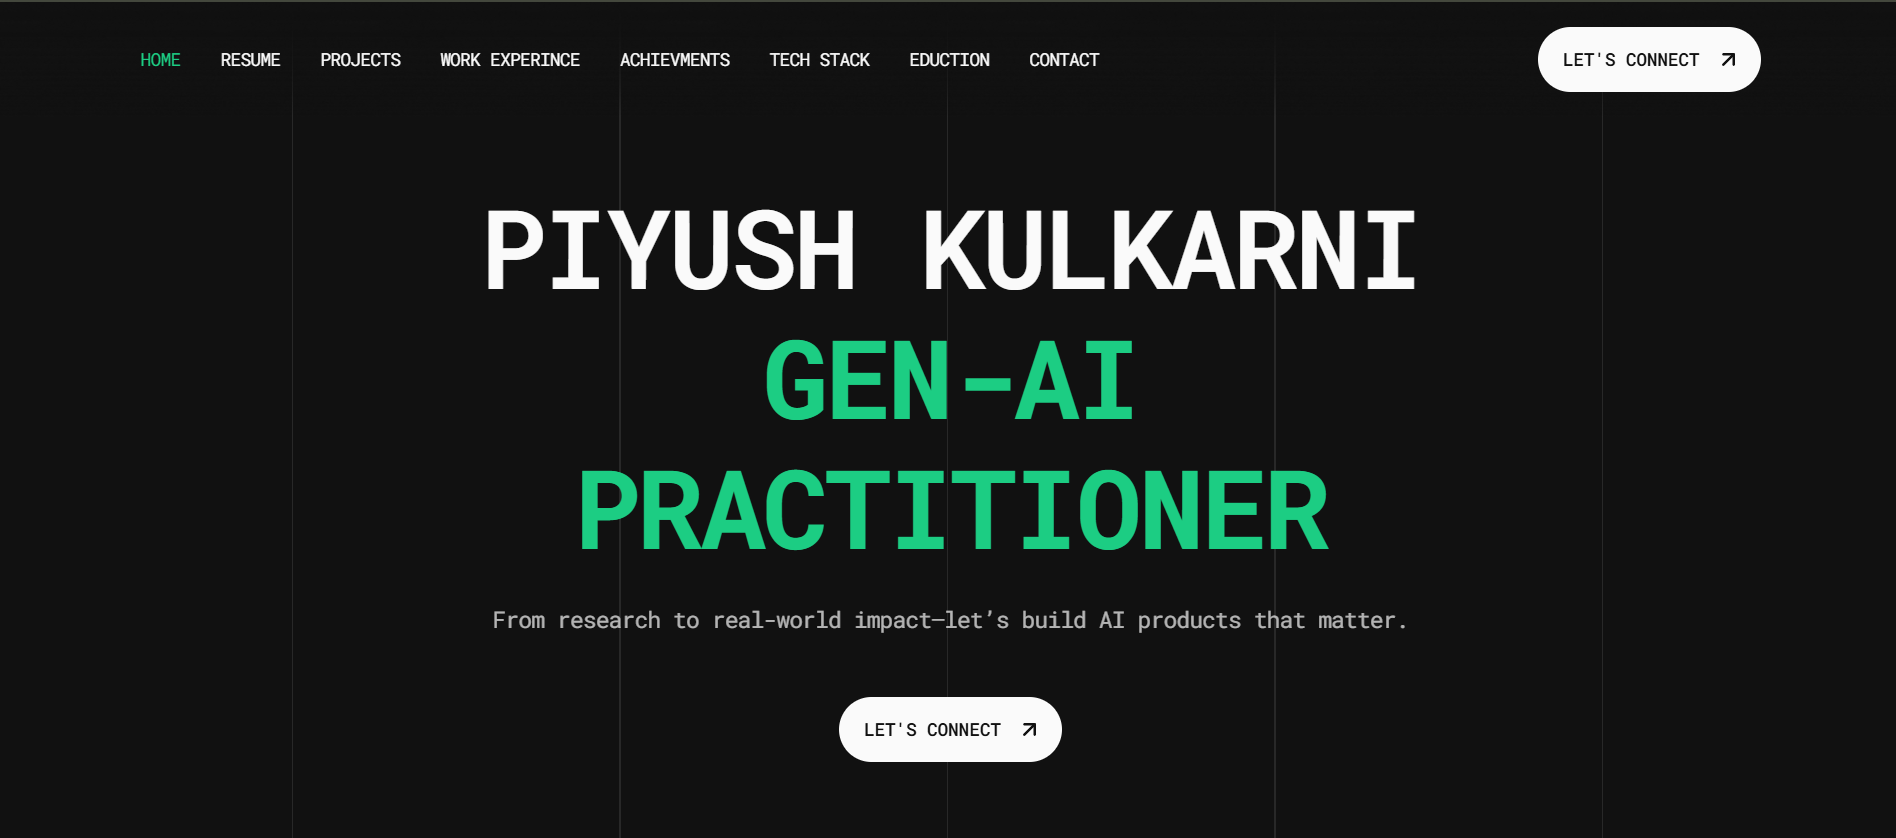 HOME RESUME PROJECTS WORK EXPERINCE ACHIEVMENTS TECH STACK EDUCTION CONTACT LET'S CONNECT
PIYUSH KULKARNI
GEN-AI
PRACTITIONER
From research to real-world impact—let’s build AI products that matter.
LET'S CONNECT